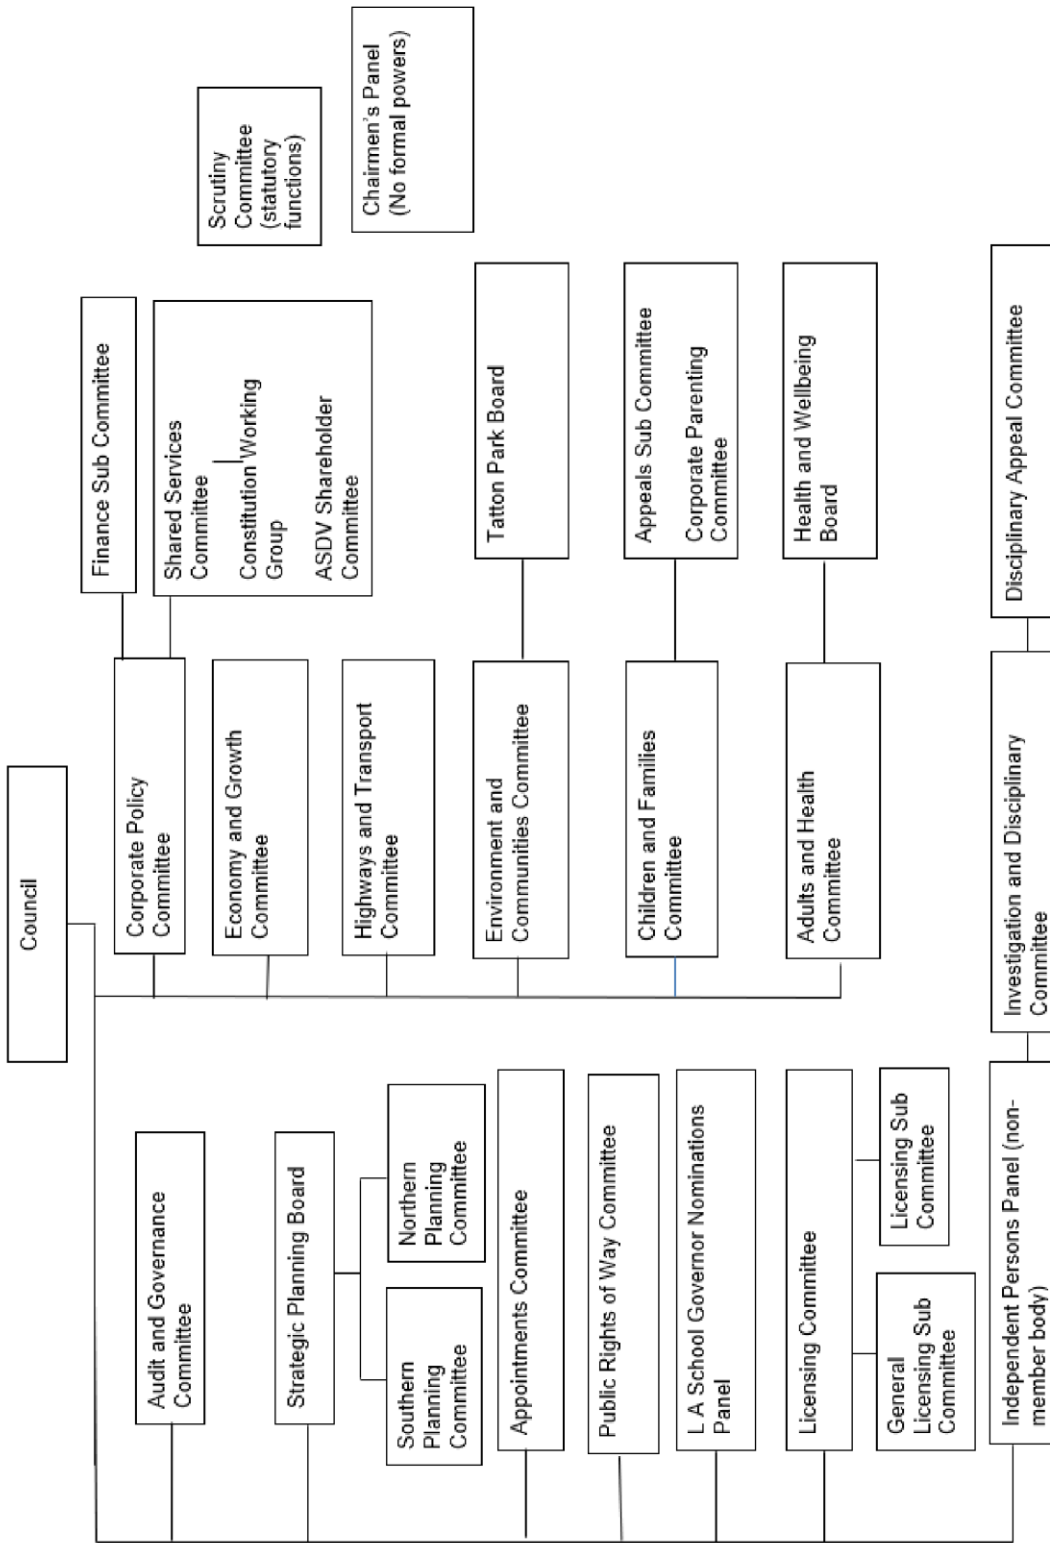 Council
Audit and Governance
Committee
Strategic Planning Board
Southern
Planning
Committee
Northern
Planning
Committee
Appointments Committee
Public Rights of Way Committee
L A School Governor Nominations
Panel
Licensing Committee
General
Licensing Sub
Committee
Licensing Sub
Committee
Independent Persons Panel (non-
member body)
Investigation and Disciplinary
Committee
Disciplinary Appeal Committee
Corporate Policy
Committee
Economy and Growth
Committee
Highways and Transport
Committee
Environment and
Communities Committee
Children and Families
Committee
Adults and Health
Committee
Finance Sub Committee
Shared Services
Committee
Constitution Working
Group
ASDV Shareholder
Committee
Tatton Park Board
Appeals Sub Committee
Corporate Parenting
Committee
Health and Wellbeing
Board
Scrutiny
Committee
(statutory
functions)
Chairmen's Panel
(No formal powers)